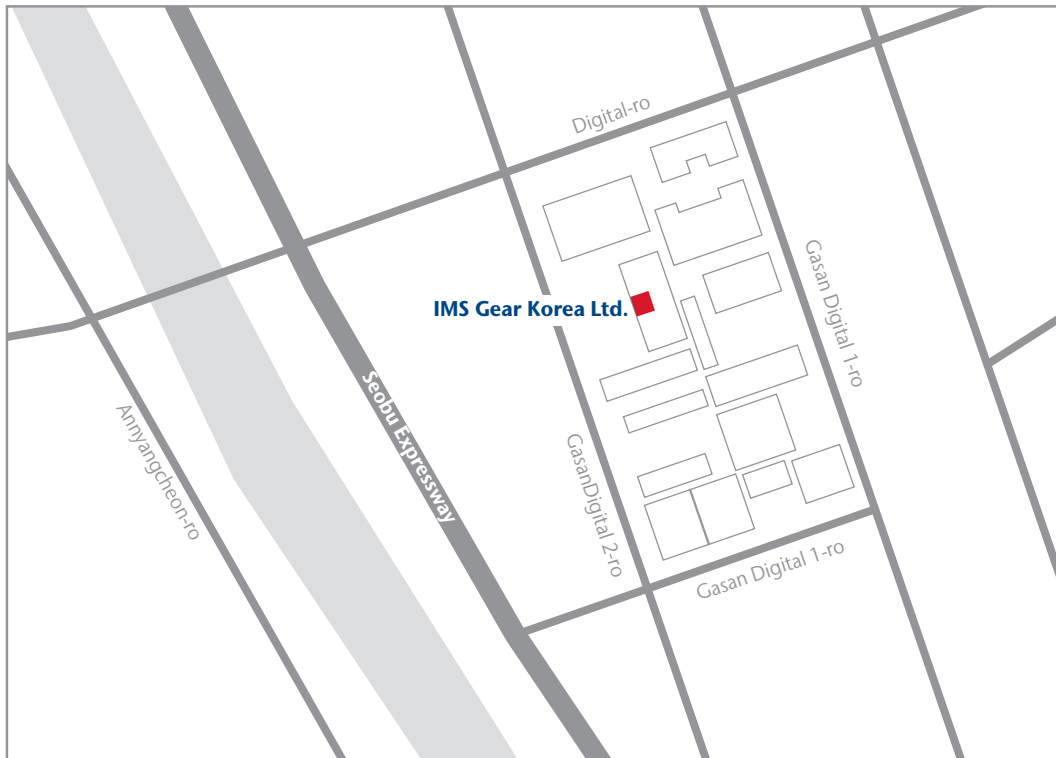 Digital-ro
Gasan Digital 1-ro
IMS Gear Korea Ltd.
Seobu Expressway
Annyangcheon-ro
GasanDigital 2-ro
Gasan Digital 1-ro